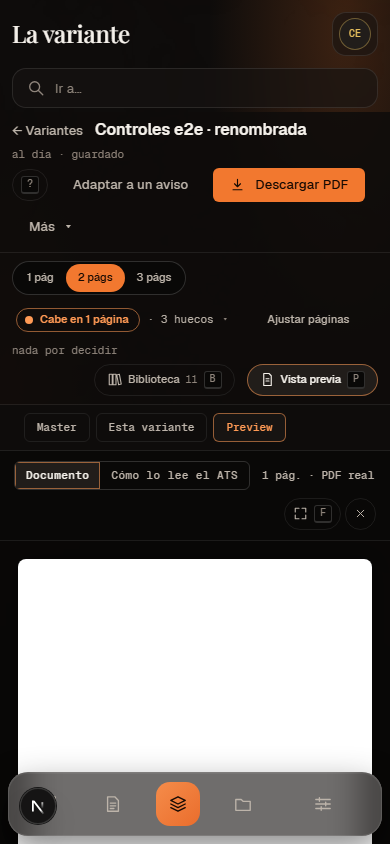 La variante
CE
Ir a...
← Variantes Controles e2e · renombrada
al día · guardado
? Adaptar a un aviso Descargar PDF
Más
1 pág 2 págs 3 págs
Cabe en 1 página · 3 huecos · Ajustar páginas
nada por decidir
Biblioteca 11 B Vista previa P
Master Esta variante Preview
Documento Cómo lo lee el ATS 1 pág. · PDF real
F
N